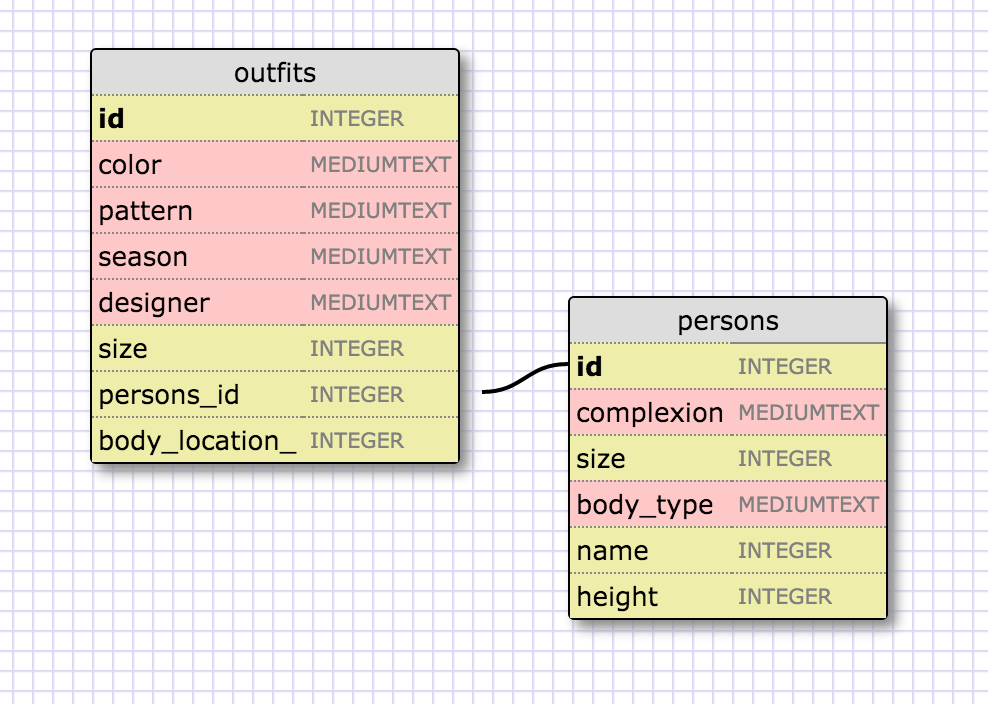 outfits
id INTEGER
color MEDIUMTEXT
pattern MEDIUMTEXT
season MEDIUMTEXT
designer MEDIUMTEXT
size INTEGER
persons_id INTEGER
body_location_ INTEGER
persons
id INTEGER
complexion MEDIUMTEXT
size INTEGER
body_type MEDIUMTEXT
name INTEGER
height INTEGER